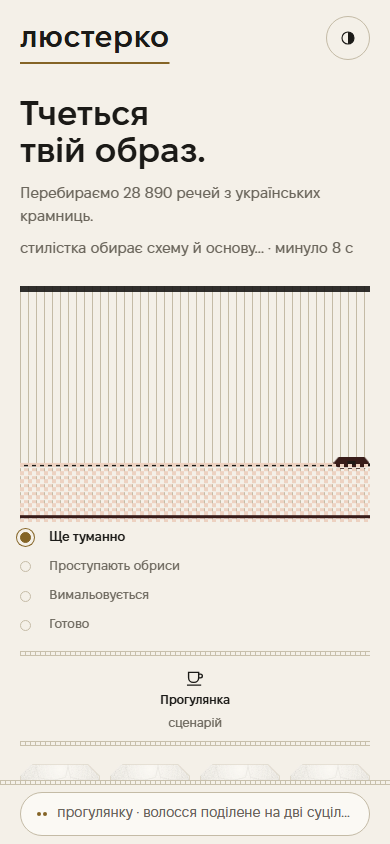 люстерко
Тчеться
твій образ.
Перебираємо 28 890 речей з українських
крамниць.
стилістка обирає схему й основу... · минуло 8 с
Ще туманно
Проступають обриси
Вимальовується
Готово
Прогулянка
сценарій
прогулянку · волосся поділене на дві суціл...